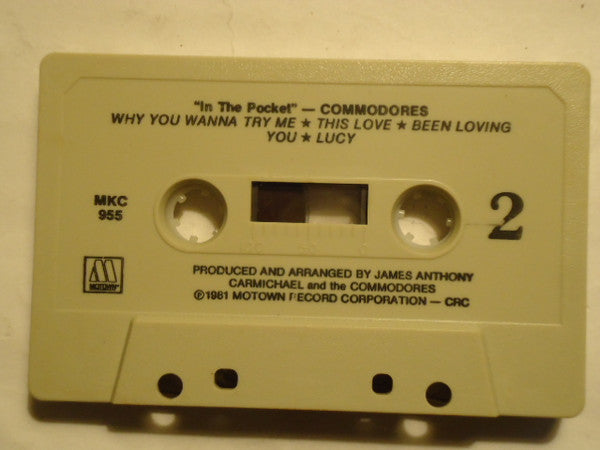 "In The Pocket" — COMMODORES
WHY YOU WANNA TRY ME ★ THIS LOVE ★ BEEN LOVING
YOU ★ LUCY
MKC
955
2
MOTOWN
PRODUCED AND ARRANGED BY JAMES ANTHONY
CARMICHAEL and the COMMODORES
℗1981 MOTOWN RECORD CORPORATION — CRC